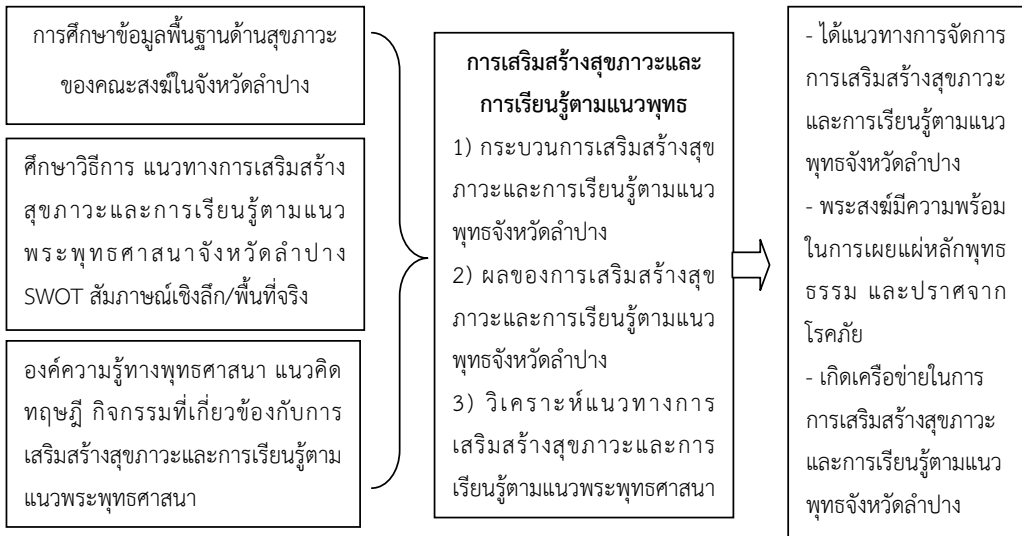 การศึกษาข้อมูลพื้นฐานด้านสุขภาวะ
ของคณะสงฆ์ในจังหวัดลำปาง
ศึกษาวิธีการ แนวทางการเสริมสร้าง
สุขภาวะและการเรียนรู้ตามแนว
พระพุทธศาสนาจังหวัดลำปาง
SWOT สัมภาษณ์เชิงลึก/พื้นที่จริง
องค์ความรู้ทางพุทธศาสนา แนวคิด
ทฤษฎี กิจกรรมที่เกี่ยวข้องกับการ
เสริมสร้างสุขภาวะและการเรียนรู้ตาม
แนวพระพุทธศาสนา
การเสริมสร้างสุขภาวะและ
การเรียนรู้ตามแนวพุทธ
1) กระบวนการเสริมสร้างสุข
ภาวะและการเรียนรู้ตามแนว
พุทธจังหวัดลำปาง
2) ผลของการเสริมสร้างสุข
ภาวะและการเรียนรู้ตามแนว
พุทธจังหวัดลำปาง
3) วิเคราะห์แนวทางการ
เสริมสร้างสุขภาวะและการ
เรียนรู้ตามแนวพระพุทธศาสนา
- ได้แนวทางการจัดการ
การเสริมสร้างสุขภาวะ
และการเรียนรู้ตามแนว
พุทธจังหวัดลำปาง
- พระสงฆ์มีความพร้อม
ในการเผยแผ่หลักพุทธ
ธรรม และปราศจาก
โรคภัย
- เกิดเครือข่ายในการ
การเสริมสร้างสุขภาวะ
และการเรียนรู้ตามแนว
พุทธจังหวัดลำปาง